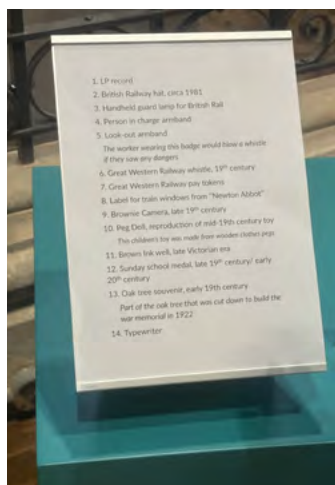 1. LP record
2. British Railway hat, circa 1981
3. Handheld guard lamp for British Rail
4. Person in charge armband
5. Look-out armband
The worker wearing this badge would have a whistle
if they saw any dangers
6. Great Western Railway whistle, 19th century
7. Great Western Railway pay tokens
8. Label for train windows from "Newton Abbot"
9. Brownie Camera, late 19th century
10. Peg Doll, reproduction of mid-19th century toy
This children's toy was made from wooden clothes pegs
11. Brown Ink well, late Victorian era
12. Sunday school medal, late 19th century/ early
20th century
13. Oak tree souvenir, early 19th century
Part of the oak tree that was cut down to build the
war memorial in 1922
14. Typewriter